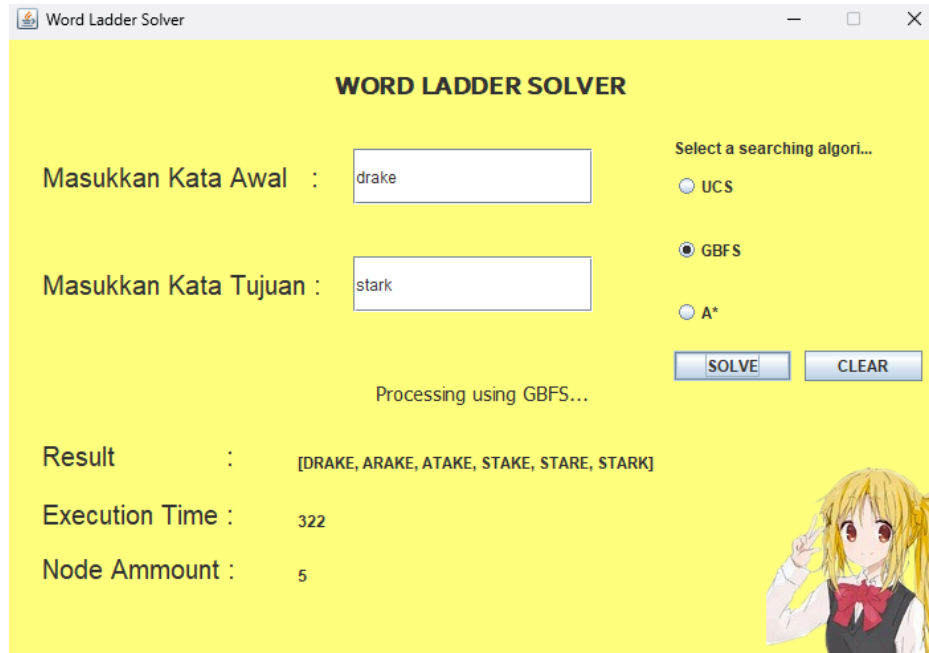 Word Ladder Solver
WORD LADDER SOLVER
Select a searching algori...
Masukkan Kata Awal :
drake
UCS
GBFS
Masukkan Kata Tujuan :
stark
A*
SOLVE
CLEAR
Processing using GBFS...
Result :
[DRAKE, ARAKE, ATAKE, STAKE, STARE, STARK]
Execution Time :
322
Node Ammount :
5